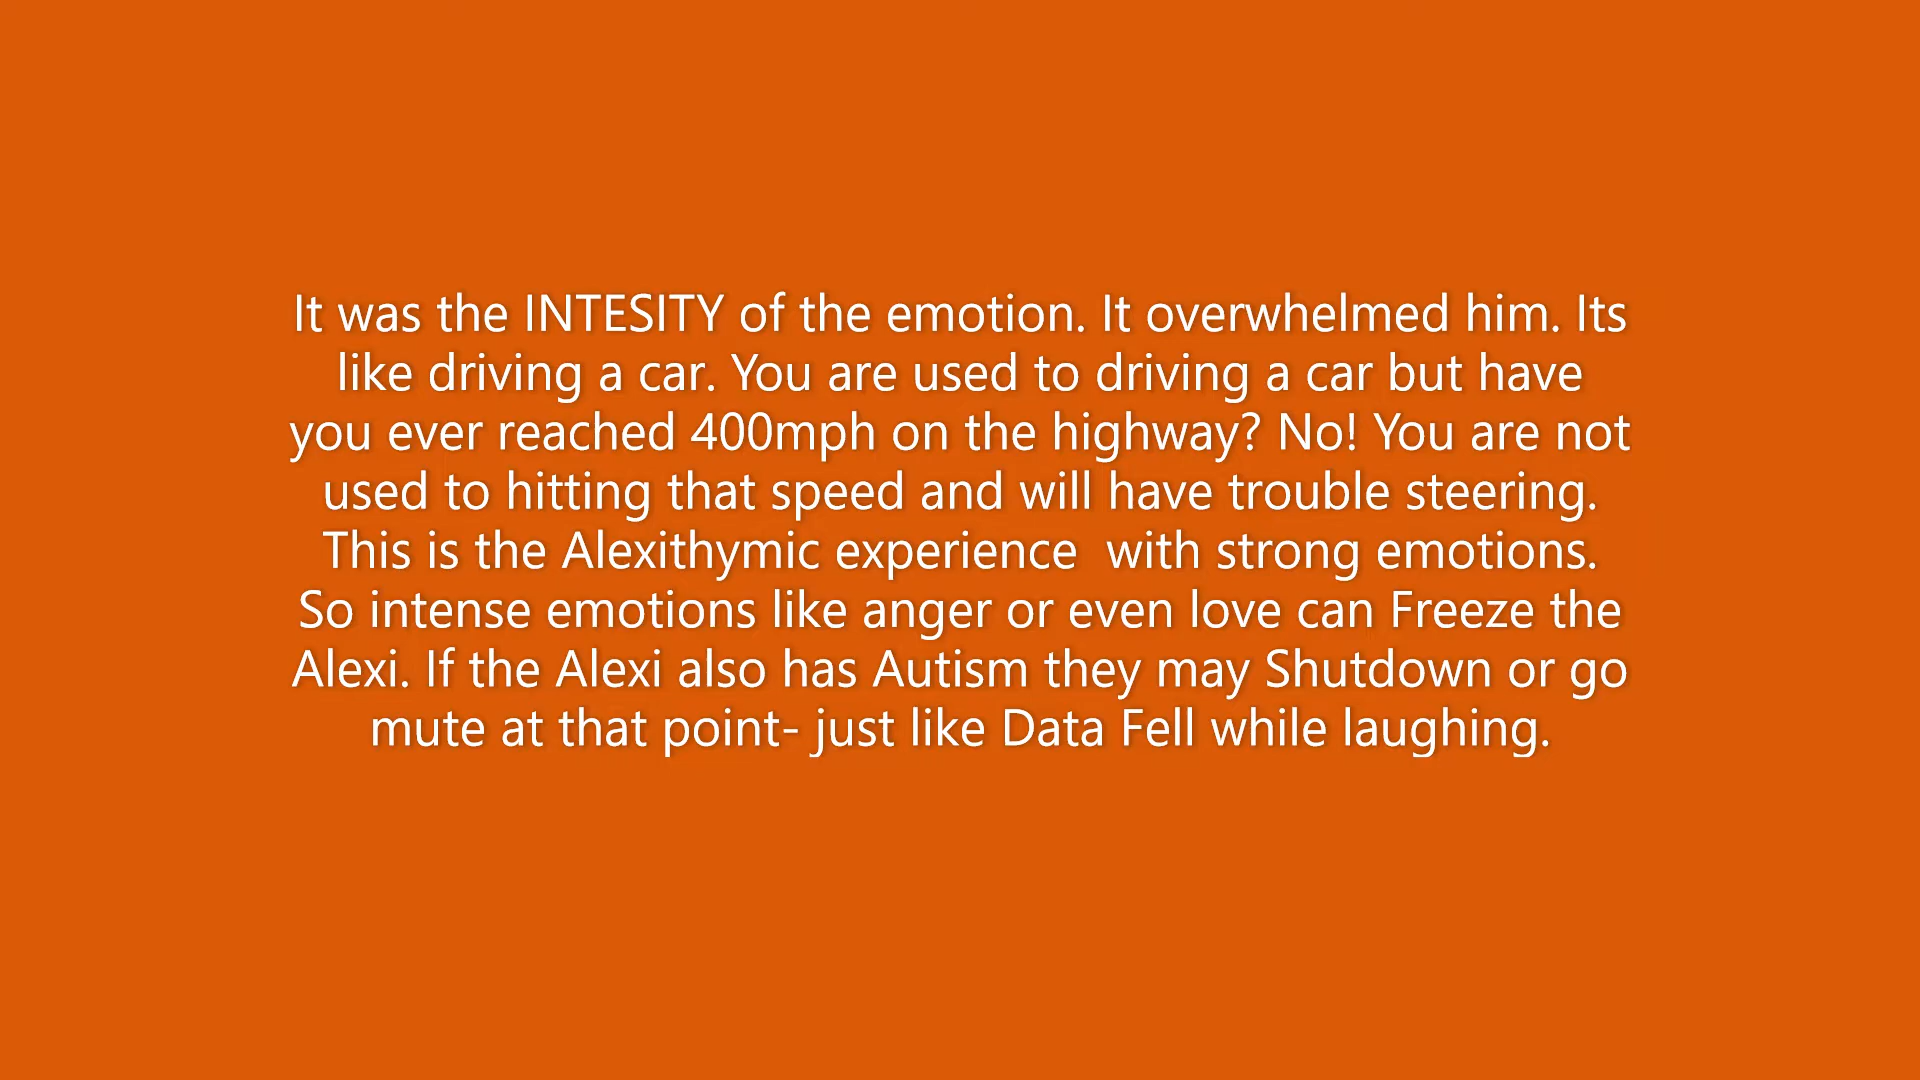 It was the INTESITY of the emotion. It overwhelmed him. Its
like driving a car. You are used to driving a car but have
you ever reached 400mph on the highway? No! You are not
used to hitting that speed and will have trouble steering.
This is the Alexithymic experience  with strong emotions.
So intense emotions like anger or even love can Freeze the
Alexi. If the Alexi also has Autism they may Shutdown or go
mute at that point- just like Data Fell while laughing.